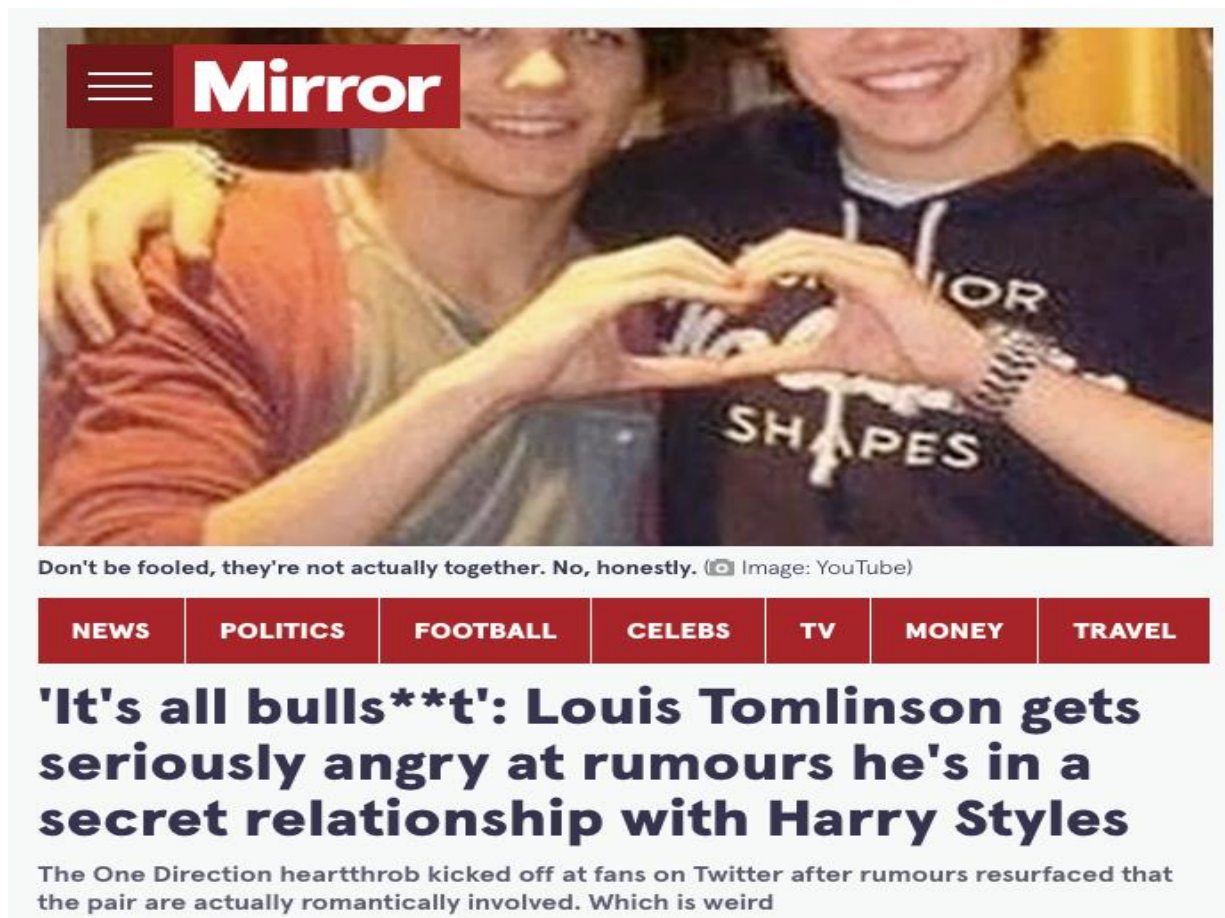 Mirror
IOR
SHAPES
Don't be fooled, they're not actually together. No, honestly. (Image: YouTube)
NEWS POLITICS FOOTBALL CELEBS TV MONEY TRAVEL
'It's all bulls**t': Louis Tomlinson gets
seriously angry at rumours he's in a
secret relationship with Harry Styles
The One Direction heartthrob kicked off at fans on Twitter after rumours resurfaced that
the pair are actually romantically involved. Which is weird